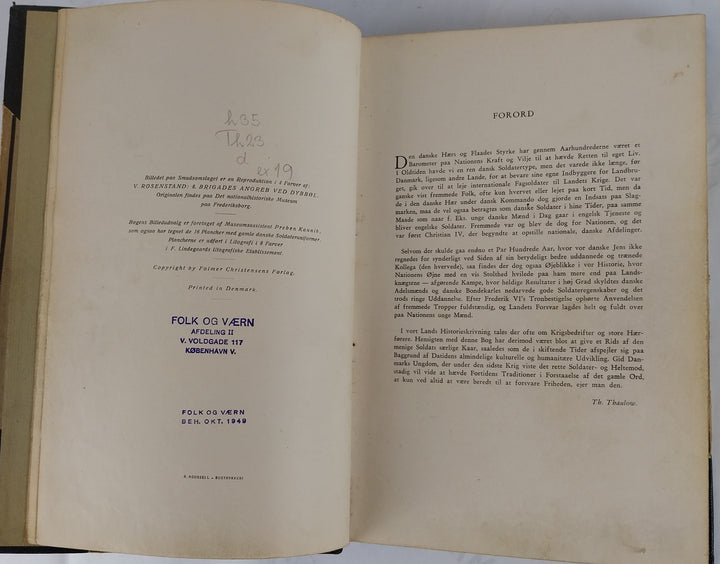 h 35
Th 23
d
ex 19
Billedet paa Smudsomslaget er en Reproduktion i 4 Farver af
V. ROSENSTAND: 8. BRIGADES ANGREB VED DYBBØL.
Originalen findes paa Det nationalhistoriske Museum
paa Frederiksborg.
Bogens Billedudvalg er foretaget af Museumsassistent Preben Kannik,
som ogsaa har tegnet de 16 Plancher med gamle danske Soldateruniformer.
Plancherne er udført i Litografi i 8 Farver
i F. Lindegaards litografiske Etablissement.
Copyright by Folmer Christensens Forlag.
Printed in Denmark.
FOLK OG VÆRN
AFDELING II
V. VOLDGADE 117
KØBENHAVN V.
FOLK OG VÆRN
BEH. OKT. 1949
BOGTRYKKERI
FORORD
Den danske Hærs og Flaades Styrke har gennem Aarhundrederne været et
Barometer paa Nationens Kraft og Vilje til at hævde Retten til eget Liv.
I Oldtiden havde vi en ren dansk Soldatertype, men det varede ikke længe, før
Danmark, ligesom andre Lande, for at bevare sine egne Indbyggere for Landbru-
get, gik over til at leje internationale Fagsoldater til Landets Krige. Det var
ganske vist fremmede Folk, ofte kun hvervet eller lejet paa kort Tid, men da
de i den danske Hær under dansk Kommando dog gjorde en Indsats paa Slag-
marken, maa de vel ogsaa betragtes som danske Soldater i hine Tider, paa samme
Maade som naar f. Eks. unge danske Mænd i Dag gaar i engelsk Tjeneste og
bliver engelske Soldater. Fremmede var og blev de dog for Nationen, og det
var først Christian IV, der begyndte at opstille nationale, danske Afdelinger.
Selvom der skulde gaa endnu et Par Hundrede Aar, hvor vor danske Jens ikke
regnedes for synderligt ved Siden af sin betydeligt bedre uddannede og trænede
Kollega (den hvervede), saa findes der dog ogsaa Øjeblikke i vor Historie, hvor
Nationens Øjne med en vis Stolthed hvilede paa ham mere end paa Lands-
knægtene — afgørende Kampe, hvor heldige Resultater i høj Grad skyldtes danske
Adelsmænds og danske Bondekarles nedarvede gode Soldateregenskaber og det
trods ringe Uddannelse. Efter Frederik VI's Tronbestigelse ophørte Anvendelsen
af fremmede Tropper fuldstændig, og Landets Forsvar lagdes helt og fuldt over
paa Nationens unge Mænd.
I vort Lands Historieskrivning tales der ofte om Krigsbedrifter og store Hær-
førere. Hensigten med denne Bog har derimod været blot at give et Rids af den
menige Soldats særlige Kaar, saaledes som de i skiftende Tider afspejler sig paa
Baggrund af Datidens almindelige kulturelle og humanitære Udvikling. Gid Dan-
marks Ungdom, der under den sidste Krig viste det rette Soldater- og Heltemod,
stadig vil vide at hævde Fortidens Traditioner i Forstaaelse af det gamle Ord,
at kun ved altid at være beredt til at forsvare Friheden, ejer man den.
Th. Thaulow.